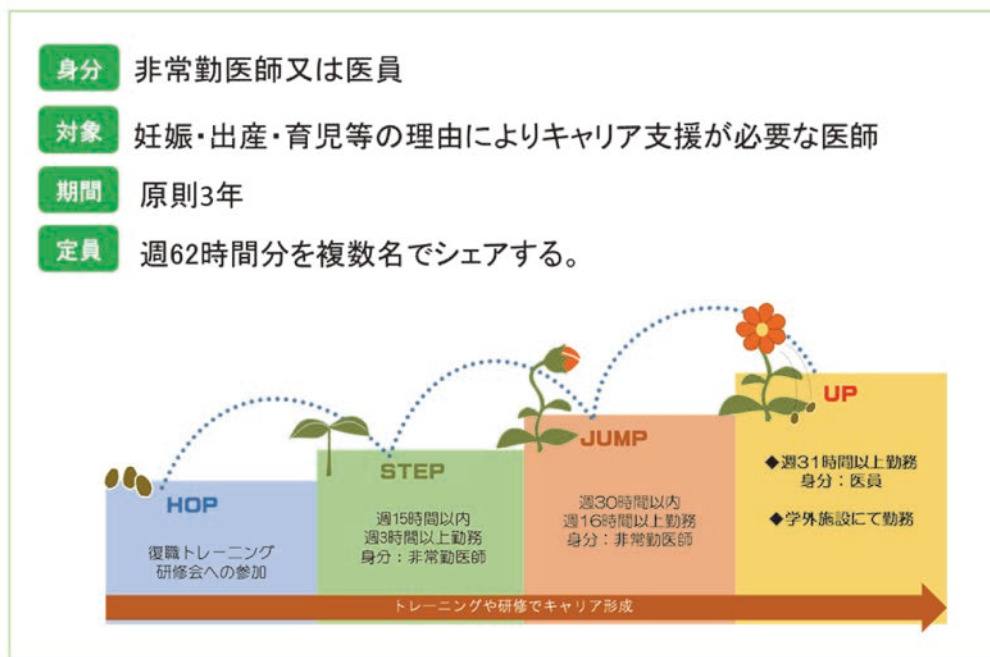 身分 非常勤医師又は医員
対象 妊娠・出産・育児等の理由によりキャリア支援が必要な医師
期間 原則3年
定員 週62時間分を複数名でシェアする。
HOP
復職トレーニング
研修会への参加
STEP
週15時間以内
週3時間以上勤務
身分：非常勤医師
JUMP
週30時間以内
週16時間以上勤務
身分：非常勤医師
UP
◆週31時間以上勤務
身分：医員
◆学外施設にて勤務
トレーニングや研修でキャリア形成